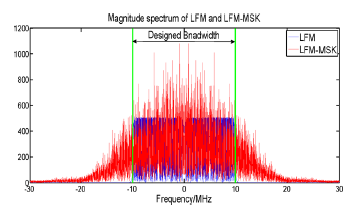 Magnitude spectrum of LFM and LFM-MSK
1200
Designed Bnadwidth
LFM
LFM-MSK
1000
800
600
400
200
0
-30
-20
-10
0
10
20
30
Frequency/MHz